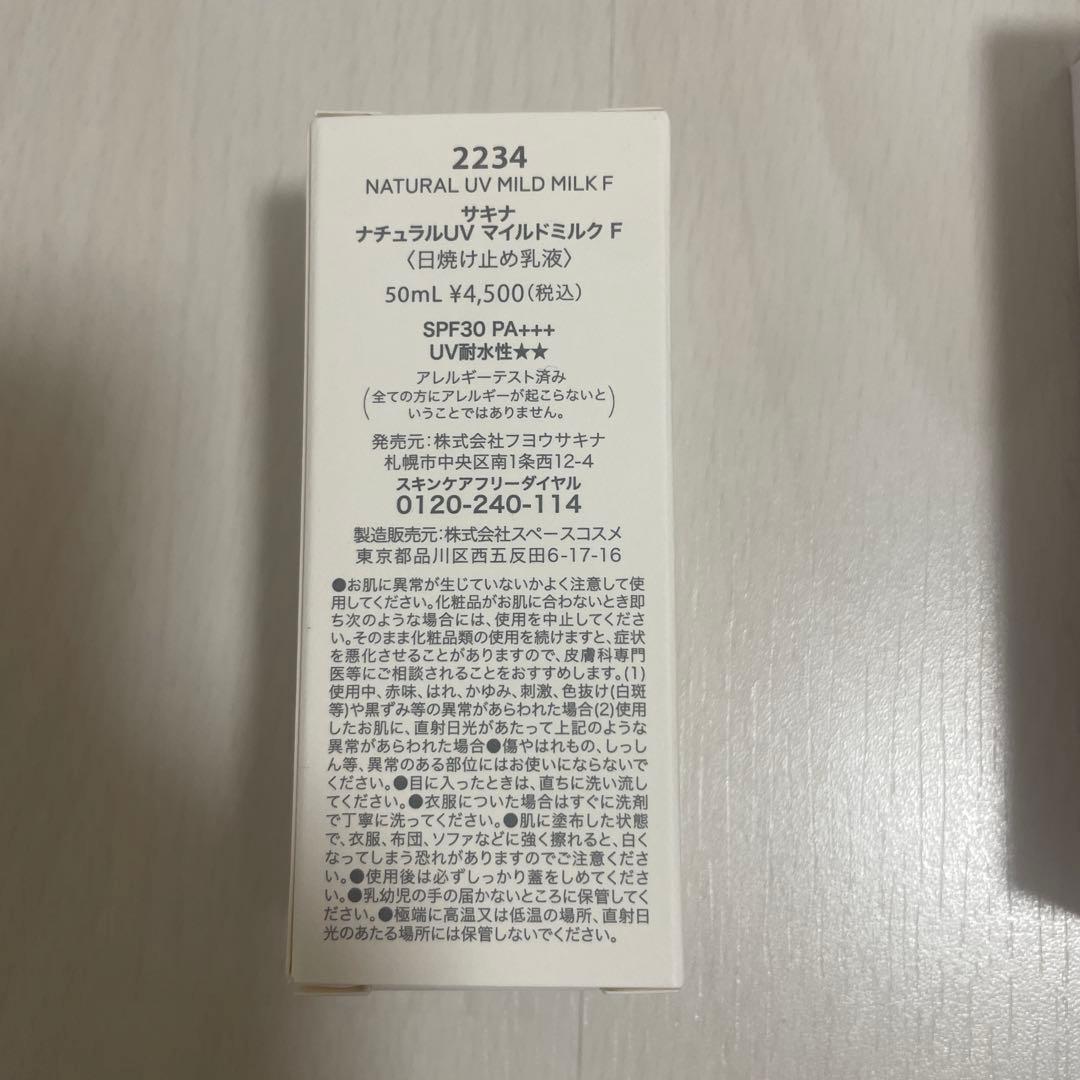 2234
NATURAL UV MILD MILK F
サキナ
ナチュラルUV マイルドミルク F
〈日焼け止め乳液〉
50mL ¥4,500(税込)
SPF30 PA+++
UV耐水性★★
アレルギーテスト済み
(全ての方にアレルギーが起こらないと
いうことではありません。)
発売元:株式会社フヨウサキナ
札幌市中央区南1条西12-4
スキンケアフリーダイヤル
0120-240-114
製造販売元:株式会社スペースコスメ
東京都品川区西五反田6-17-16
●お肌に異常が生じていないかよく注意して使
用してください。化粧品がお肌に合わないとき即
ち次のような場合には、使用を中止してくださ
い。そのまま化粧品類の使用を続けますと、症状
を悪化させることがありますので、皮膚科専門
医等にご相談されることをおすすめします。(1)
使用中、赤味、はれ、かゆみ、刺激、色抜け(白斑
等)や黒ずみ等の異常があらわれた場合(2)使用
したお肌に、直射日光があたって上記のような
異常があらわれた場合●傷やはれもの、しっし
ん等、異常のある部位にはお使いにならないで
ください。●目に入ったときは、直ちに洗い流し
てください。●衣服についた場合はすぐに洗剤
で丁寧に洗ってください。●肌に塗布した状態
で、衣服、布団、ソファなどに強く擦れると、白く
なってしまう恐れがありますのでご注意くださ
い。●使用後は必ずしっかり蓋をしめてくださ
い。●乳幼児の手の届かないところに保管してく
ださい。●極端に高温又は低温の場所、直射日
光のあたる場所には保管しないでください。